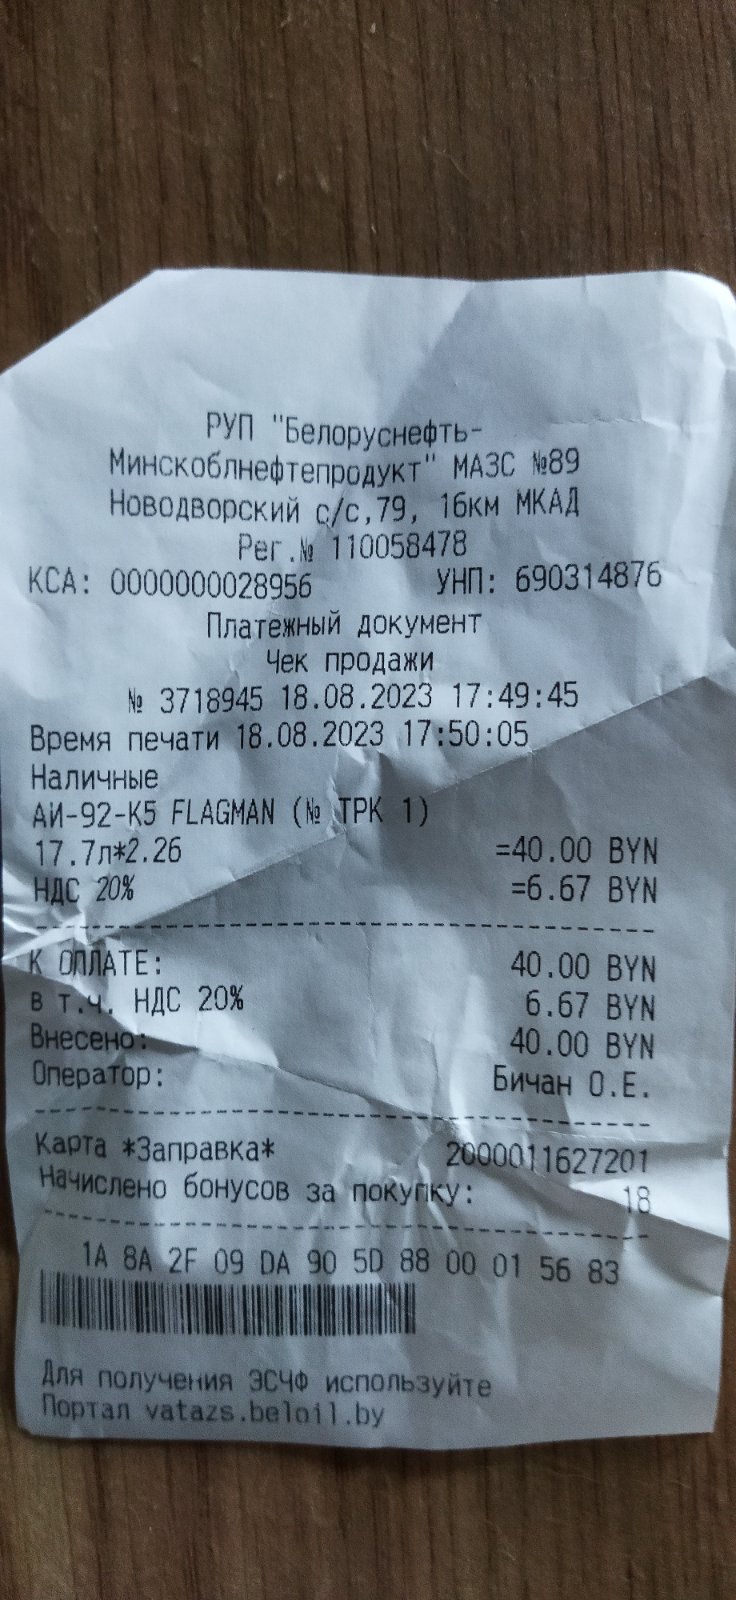 РУП "Белоруснефть-
Минскоблнефтепродукт" МАЗС №89
Новодворский с/с,79, 16км МКАД
Рег.№ 110058478
КСА: 0000000028956 УНП: 690314876
Платежный документ
Чек продажи
№ 3718945 18.08.2023 17:49:45
Время печати 18.08.2023 17:50:05
Наличные
АИ-92-К5 FLAGMAN (№ ТРК 1)
17.7л*2.26 =40.00 BYN
НДС 20% =6.67 BYN
К ОПЛАТЕ: 40.00 BYN
в т.ч. НДС 20% 6.67 BYN
Внесено: 40.00 BYN
Оператор: Бичан О.Е.
Карта *Заправка* 2000011627201
Начислено бонусов за покупку: 18
1A 8A 2F 09 DA 90 5D 88 00 01 56 83
Для получения ЭСЧФ используйте
Портал vatazs.beloil.by